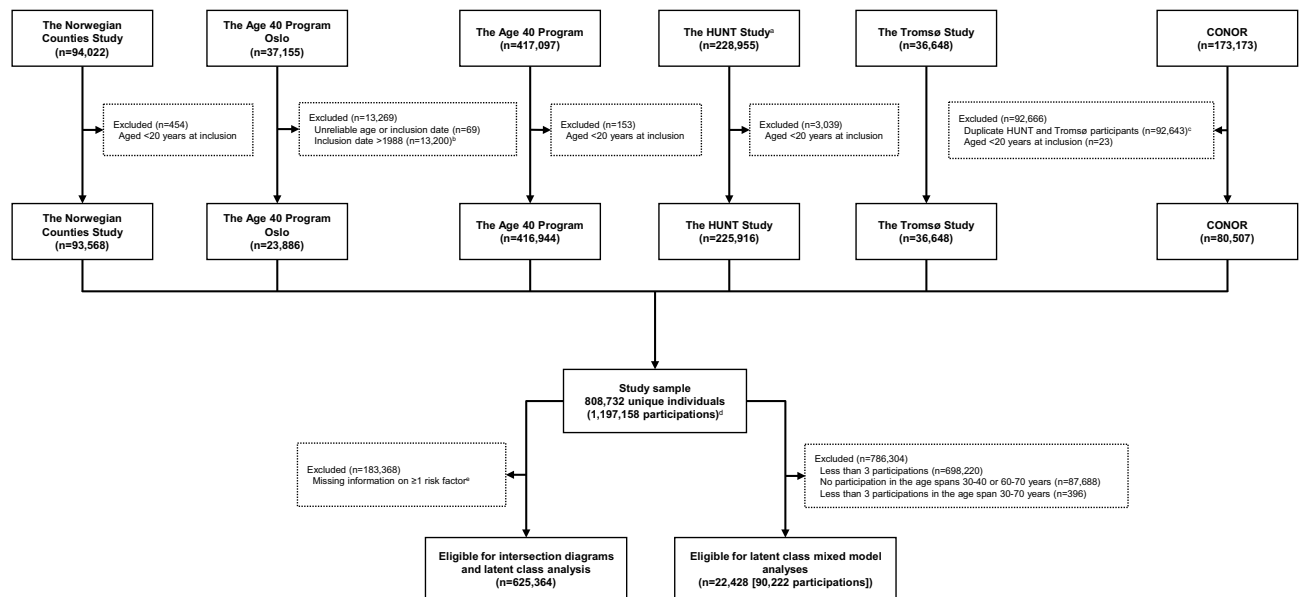 The Norwegian
Counties Study
(n=94,022)
The Age 40 Program
Oslo
(n=37,155)
The Age 40 Program
(n=417,097)
The HUNT Studyᵃ
(n=228,955)
The Tromsø Study
(n=36,648)
CONOR
(n=173,173)
Excluded (n=454)
Aged <20 years at inclusion
Excluded (n=13,269)
Unreliable age or inclusion date (n=69)
Inclusion date >1988 (n=13,200)ᵇ
Excluded (n=153)
Aged <20 years at inclusion
Excluded (n=3,039)
Aged <20 years at inclusion
Excluded (n=92,666)
Duplicate HUNT and Tromsø participants (n=92,643)ᶜ
Aged <20 years at inclusion (n=23)
The Norwegian
Counties Study
(n=93,568)
The Age 40 Program
Oslo
(n=23,886)
The Age 40 Program
(n=416,944)
The HUNT Study
(n=225,916)
The Tromsø Study
(n=36,648)
CONOR
(n=80,507)
Study sample
808,732 unique individuals
(1,197,158 participations)ᵈ
Excluded (n=183,368)
Missing information on ≥1 risk factorᵉ
Excluded (n=786,304)
Less than 3 participations (n=698,220)
No participation in the age spans 30-40 or 60-70 years (n=87,688)
Less than 3 participations in the age span 30-70 years (n=396)
Eligible for intersection diagrams
and latent class analysis
(n=625,364)
Eligible for latent class mixed model
analyses
(n=22,428 [90,222 participations])